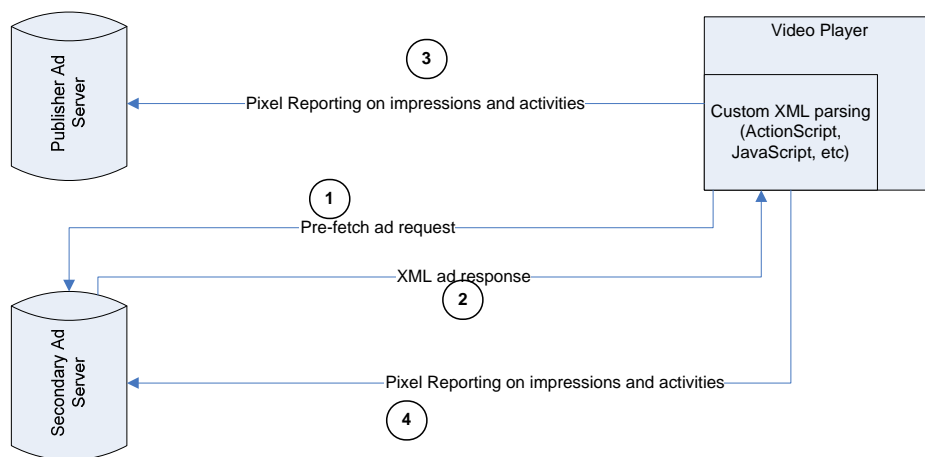 Video Player
Publisher Ad
Server
3
Pixel Reporting on impressions and activities
Custom XML parsing
(ActionScript,
JavaScript, etc)
1
Pre-fetch ad request
XML ad response
2
Secondary Ad
Server
Pixel Reporting on impressions and activities
4